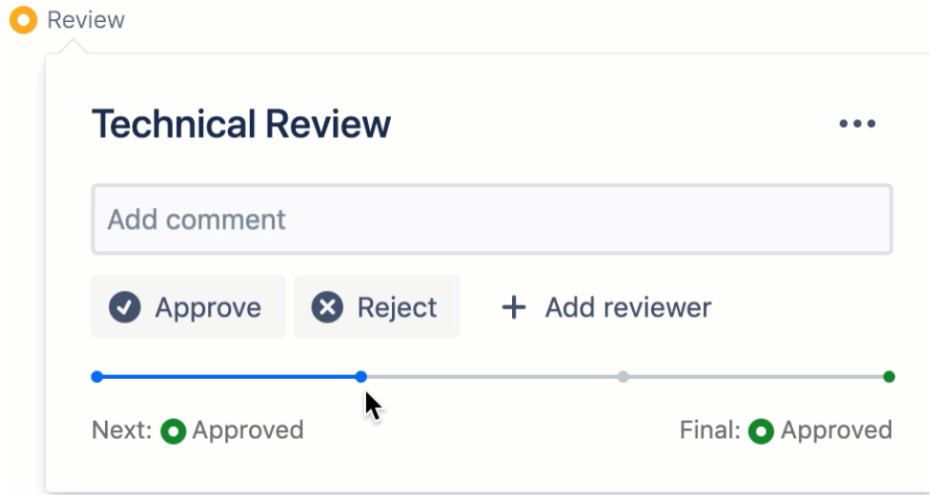 Review
Technical Review
Add comment
Approve Reject + Add reviewer
Next: Approved Final: Approved